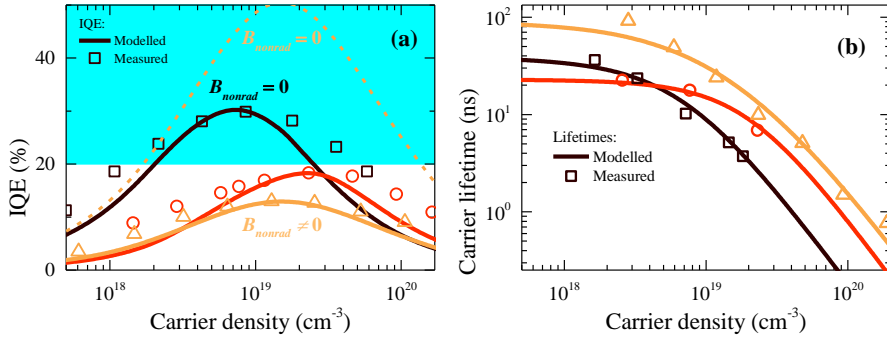 IQE:
Modelled
Measured
(a)
B_nonrad = 0
B_nonrad = 0
B_nonrad ≠ 0
IQE (%)
0
20
40
10^18
10^19
10^20
Carrier density (cm^-3)
(b)
Lifetimes:
Modelled
Measured
Carrier lifetime (ns)
10^2
10^1
10^0
10^18
10^19
10^20
Carrier density (cm^-3)